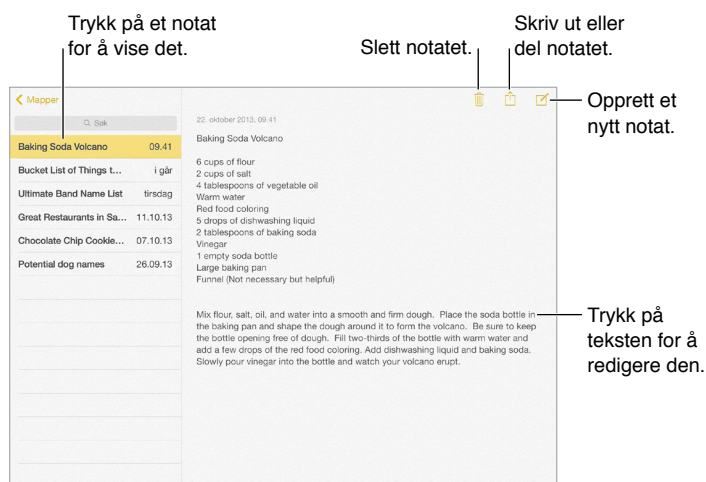 Trykk på et notat
for å vise det.
Slett notatet.
Skriv ut eller
del notatet.
Opprett et
nytt notat.
Trykk på
teksten for å
redigere den.
Mapper
Søk
Baking Soda Volcano 09.41
Bucket List of Things t... i går
Ultimate Band Name List tirsdag
Great Restaurants in Sa... 11.10.13
Chocolate Chip Cookie... 07.10.13
Potential dog names 26.09.13
22. oktober 2013, 09.41
Baking Soda Volcano
6 cups of flour
2 cups of salt
4 tablespoons of vegetable oil
Warm water
Red food coloring
5 drops of dishwashing liquid
2 tablespoons of baking soda
Vinegar
1 empty soda bottle
Large baking pan
Funnel (Not necessary but helpful)
Mix flour, salt, oil, and water into a smooth and firm dough. Place the soda bottle in
the baking pan and shape the dough around it to form the volcano. Be sure to keep
the bottle opening free of dough. Fill two-thirds of the bottle with warm water and
add a few drops of the red food coloring. Add dishwashing liquid and baking soda.
Slowly pour vinegar into the bottle and watch your volcano erupt.